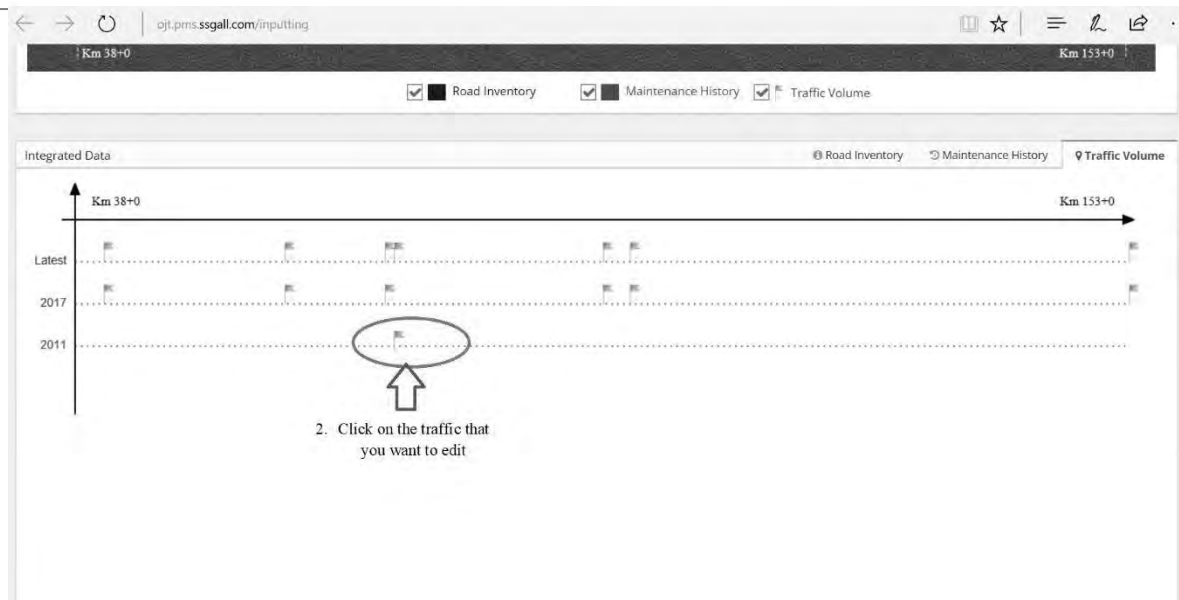 ojt.pms.ssgall.com/inputting
Km 38+0 Km 153+0
Road Inventory Maintenance History Traffic Volume
Integrated Data Road Inventory Maintenance History Traffic Volume
Km 38+0 Km 153+0
Latest
2017
2011
2. Click on the traffic that
you want to edit